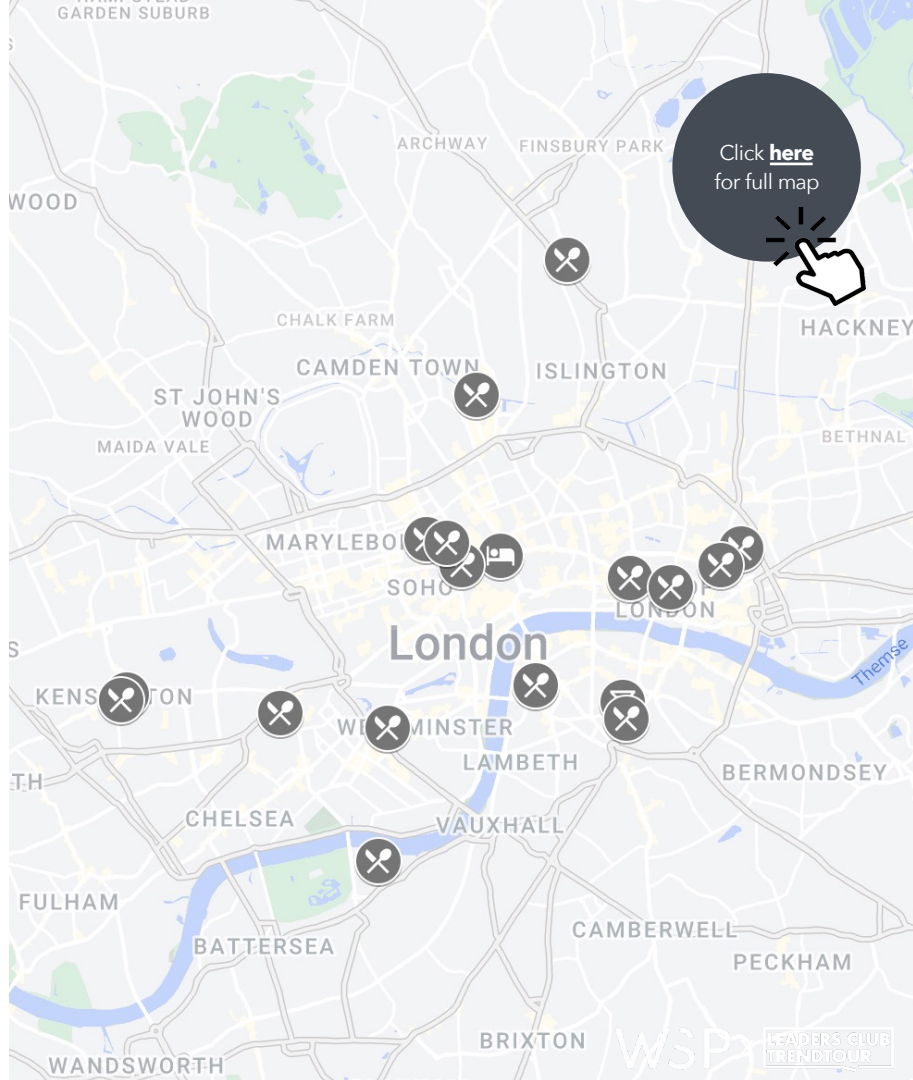 GARDEN SUBURB
ARCHWAY
FINSBURY PARK
Click here
for full map
WOOD
CHALK FARM
HACKNEY
CAMDEN TOWN
ISLINGTON
ST JOHN'S
WOOD
MAIDA VALE
BETHNAL
SOHO
LONDON
London
Themse
LAMBETH
BERMONDSEY
CHELSEA
VAUXHALL
FULHAM
BATTERSEA
CAMBERWELL
PECKHAM
BRIXTON
WSP
LEADERS CLUB
TRENDTOUR
WANDSWORTH